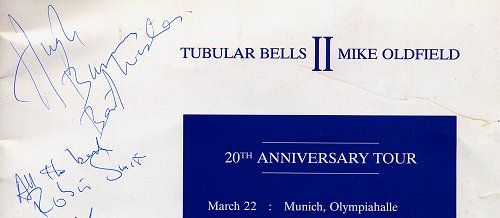 TUBULAR BELLS II MIKE OLDFIELD
20TH ANNIVERSARY TOUR
March 22 : Munich, Olympiahalle
Hugh
Best Wishes
All the best
Robin Smith